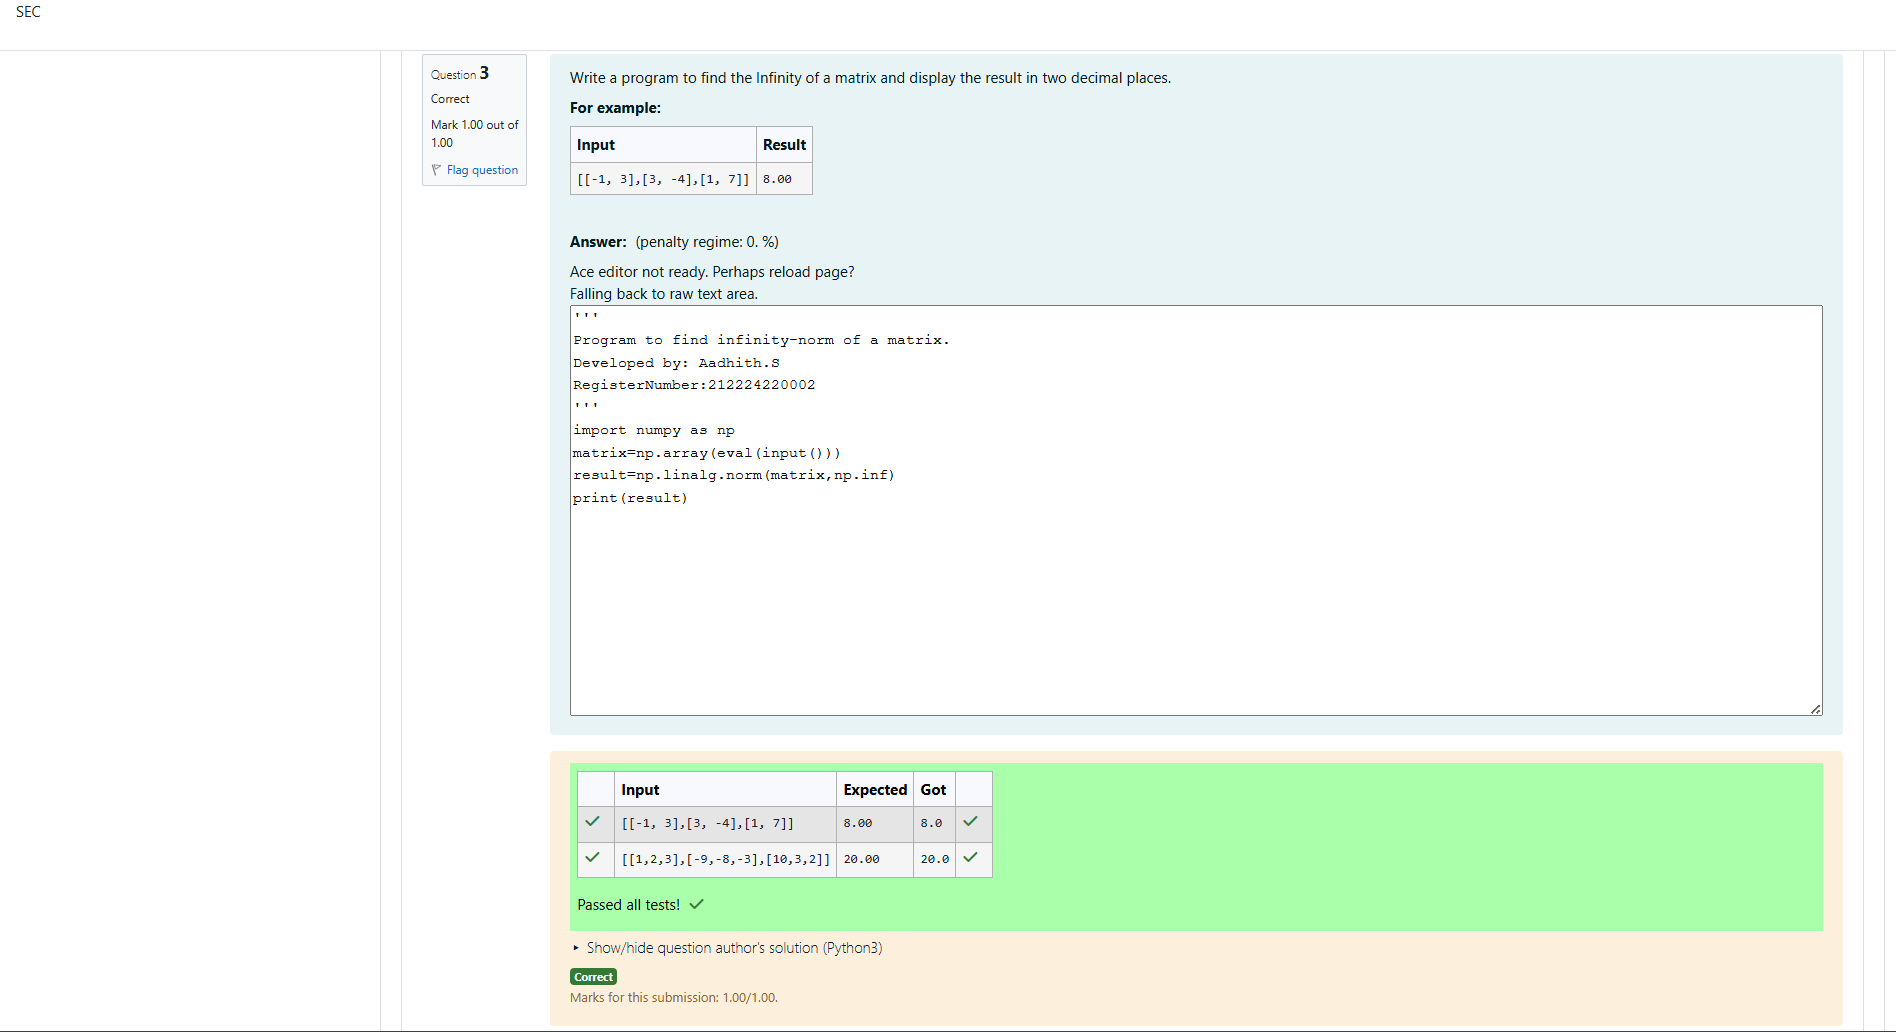 SEC
Question 3
Correct
Mark 1.00 out of
1.00
Flag question
Write a program to find the Infinity of a matrix and display the result in two decimal places.
For example:
Input Result
[[-1, 3],[3, -4],[1, 7]] 8.00
Answer: (penalty regime: 0. %)
Ace editor not ready. Perhaps reload page?
Falling back to raw text area.
'''
Program to find infinity-norm of a matrix.
Developed by: Aadhith.S
RegisterNumber:212224220002
'''
import numpy as np
matrix=np.array(eval(input()))
result=np.linalg.norm(matrix,np.inf)
print(result)
Input Expected Got
[[-1, 3],[3, -4],[1, 7]] 8.00 8.0
[[1,2,3],[-9,-8,-3],[10,3,2]] 20.00 20.0
Passed all tests!
Show/hide question author's solution (Python3)
Correct
Marks for this submission: 1.00/1.00.